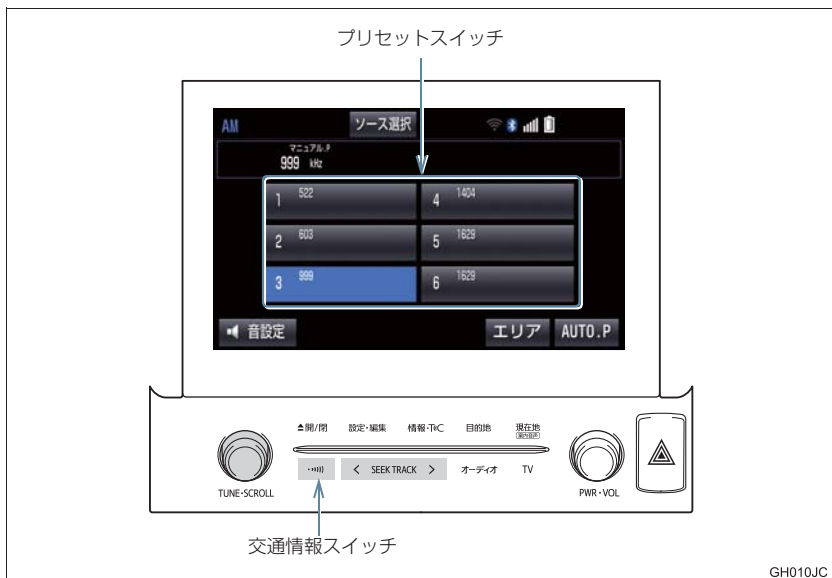 プリセットスイッチ
AM
ソース選択
マニュアル.P
999 kHz
1 522
4 1404
2 603
5 1629
3 999
6 1629
音設定
エリア
AUTO.P
開/閉
設定・編集
情報・TC
目的地
現在地
TUNE・SCROLL
SEEK TRACK
オーディオ
TV
PWR・VOL
交通情報スイッチ
GH010JC